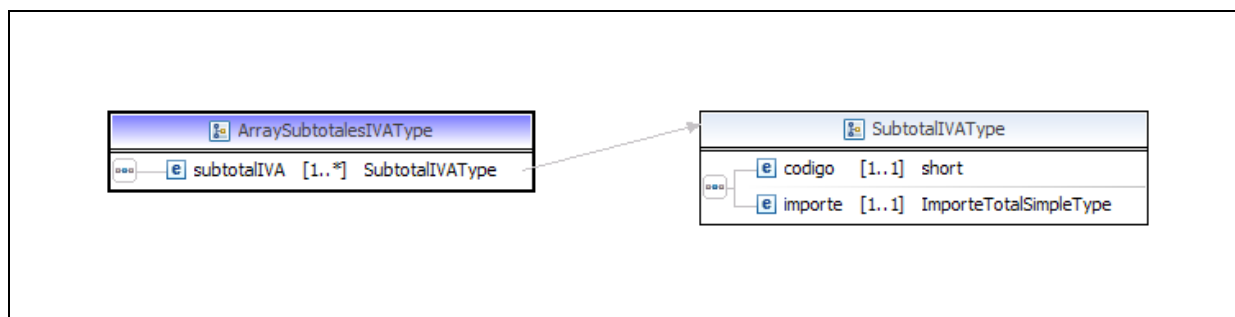 ArraySubtotalesIVAType
e subtotalIVA [1..*] SubtotalIVAType
SubtotalIVAType
e codigo [1..1] short
e importe [1..1] ImporteTotalSimpleType